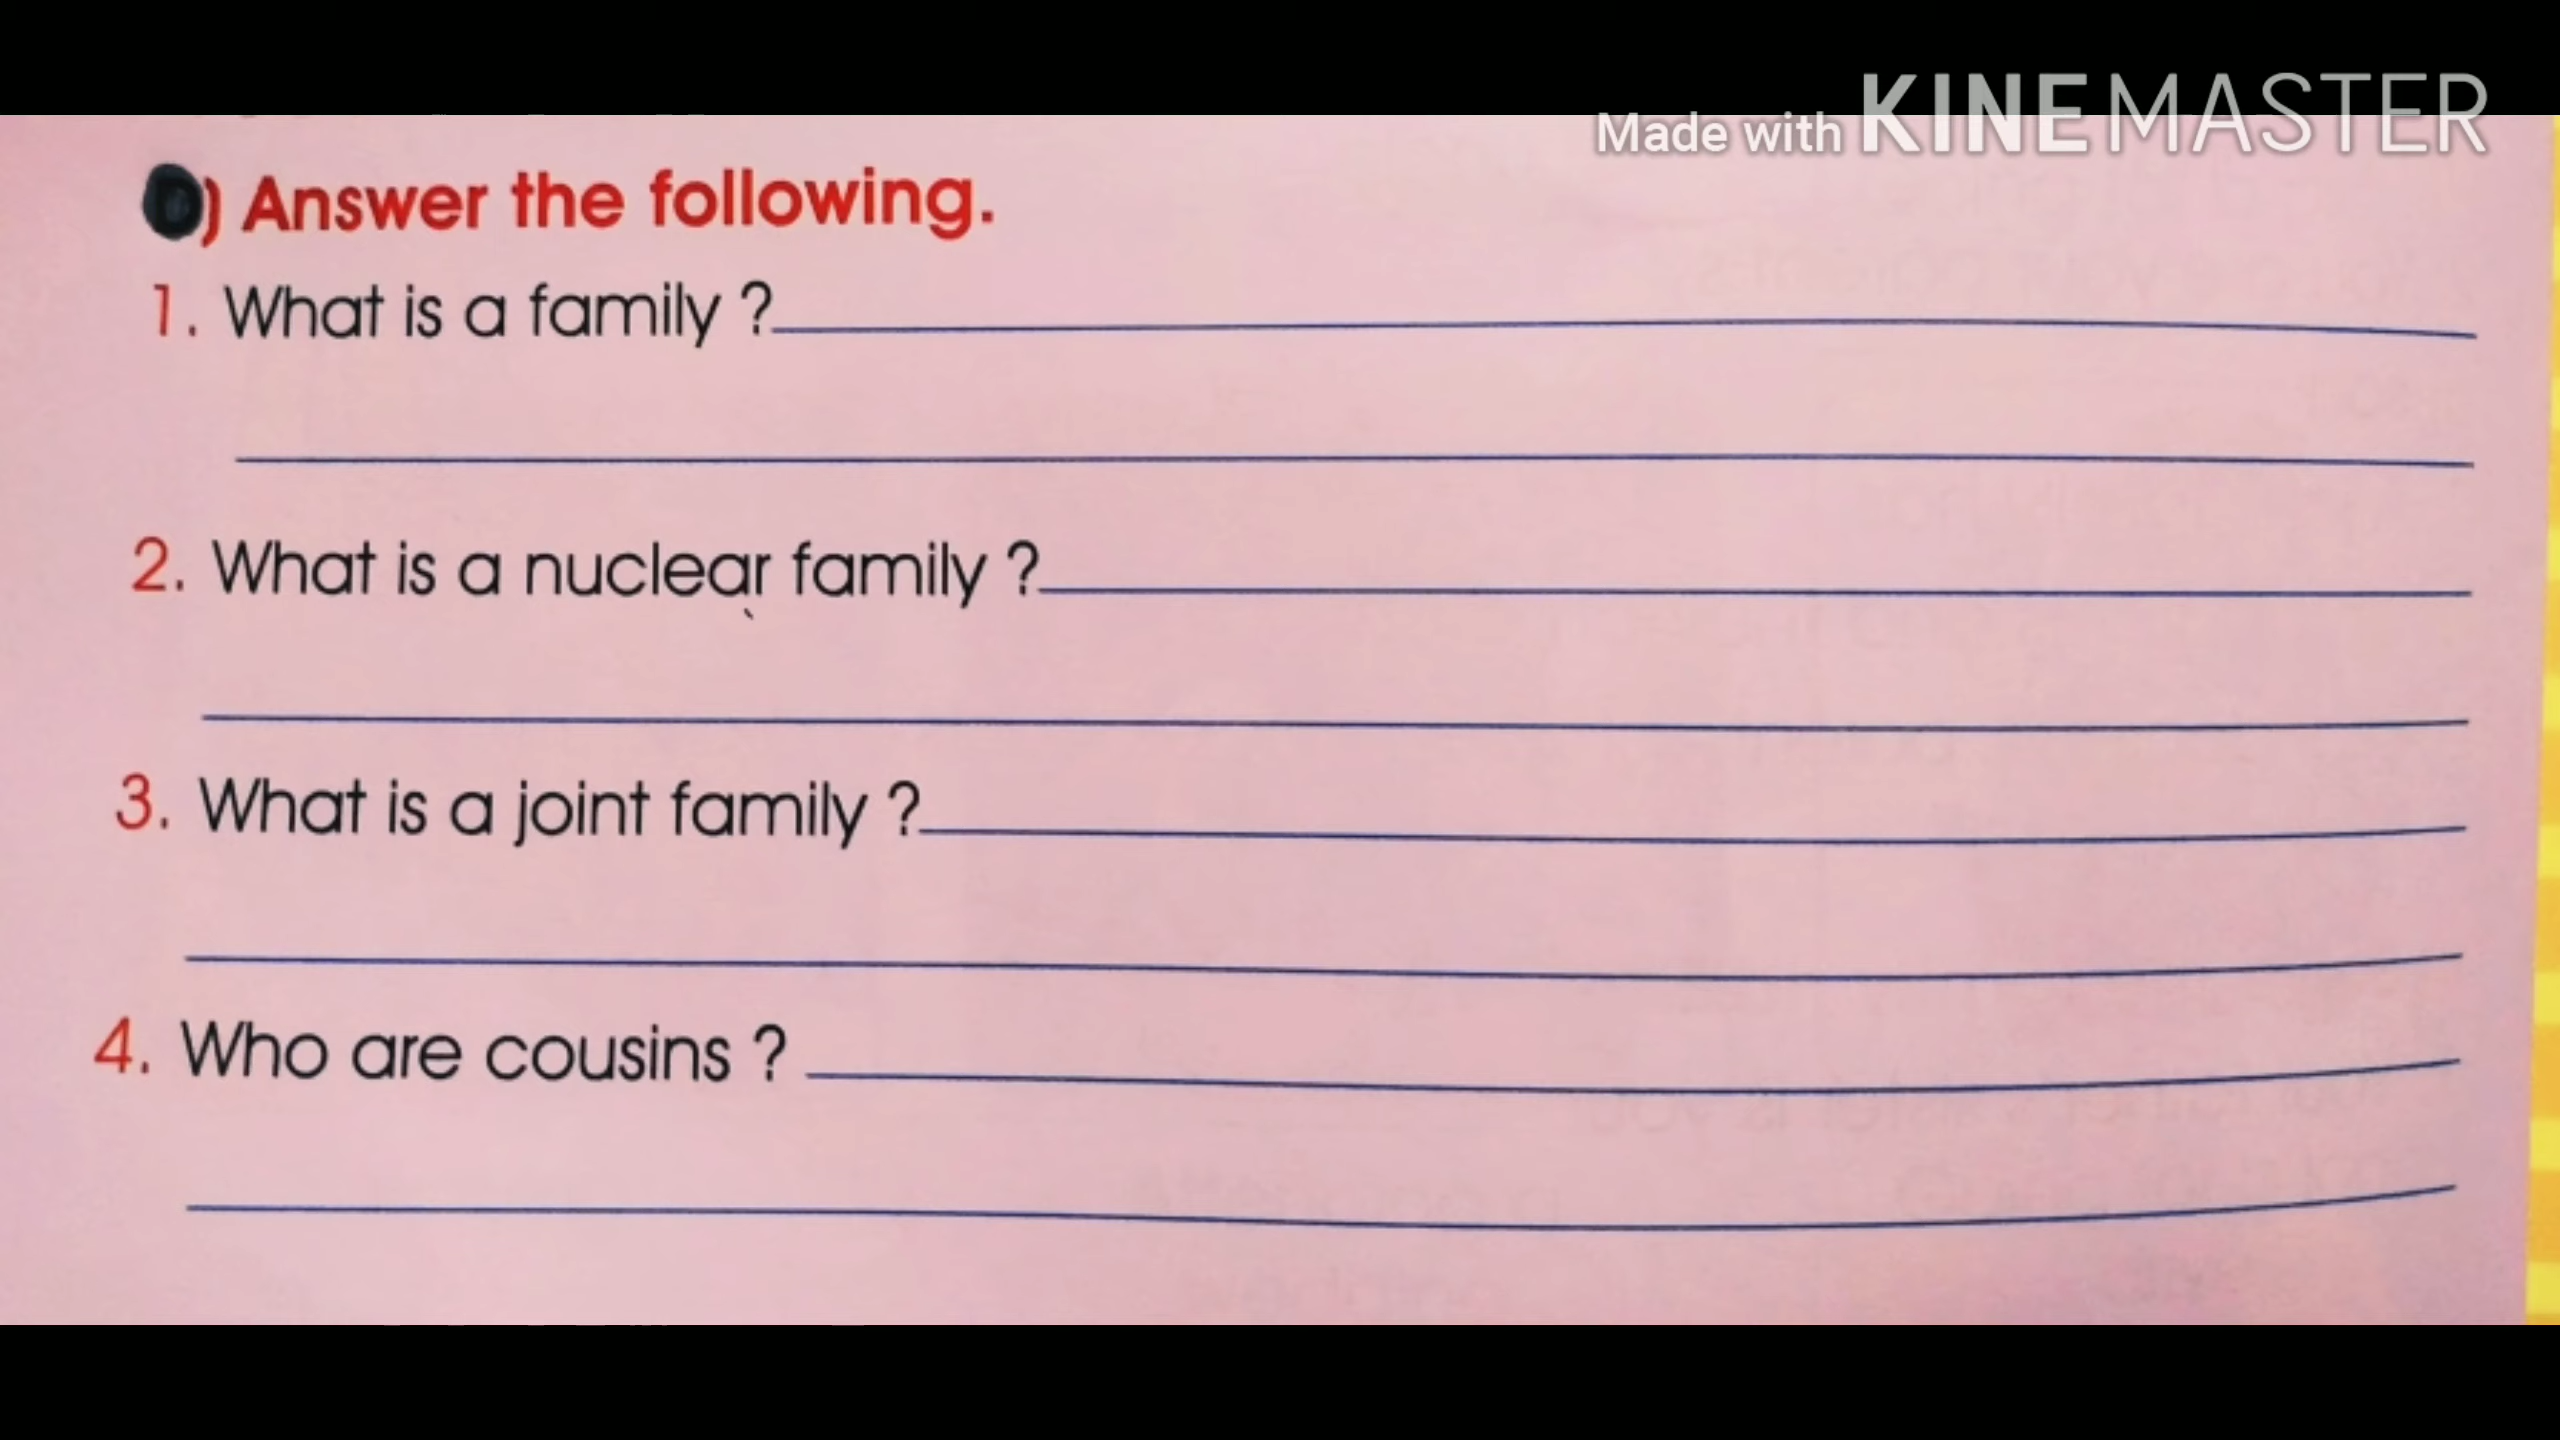 Made with KINEMASTER
D) Answer the following.
1. What is a family ?
2. What is a nuclear family ?
3. What is a joint family ?
4. Who are cousins ?